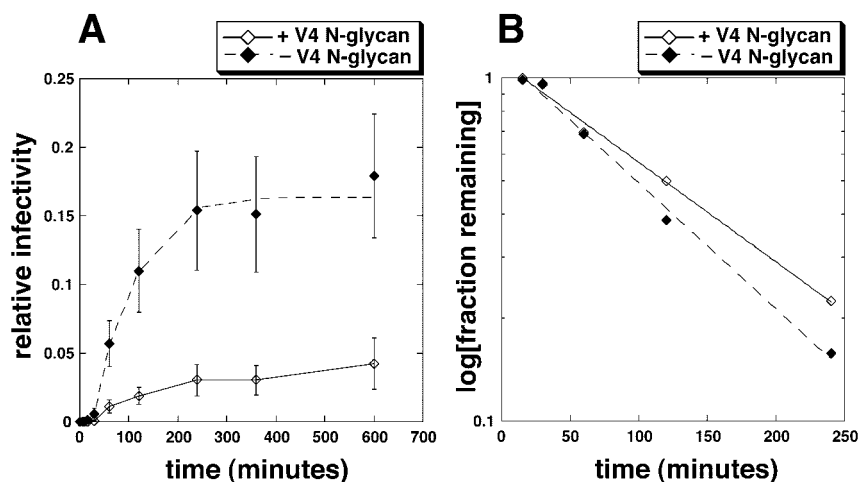 A
+ V4 N-glycan
– V4 N-glycan
0.25
0.2
0.15
0.1
0.05
0
relative infectivity
0 100 200 300 400 500 600 700
time (minutes)
B
+ V4 N-glycan
– V4 N-glycan
1
0.1
log[fraction remaining]
0 50 100 150 200 250
time (minutes)